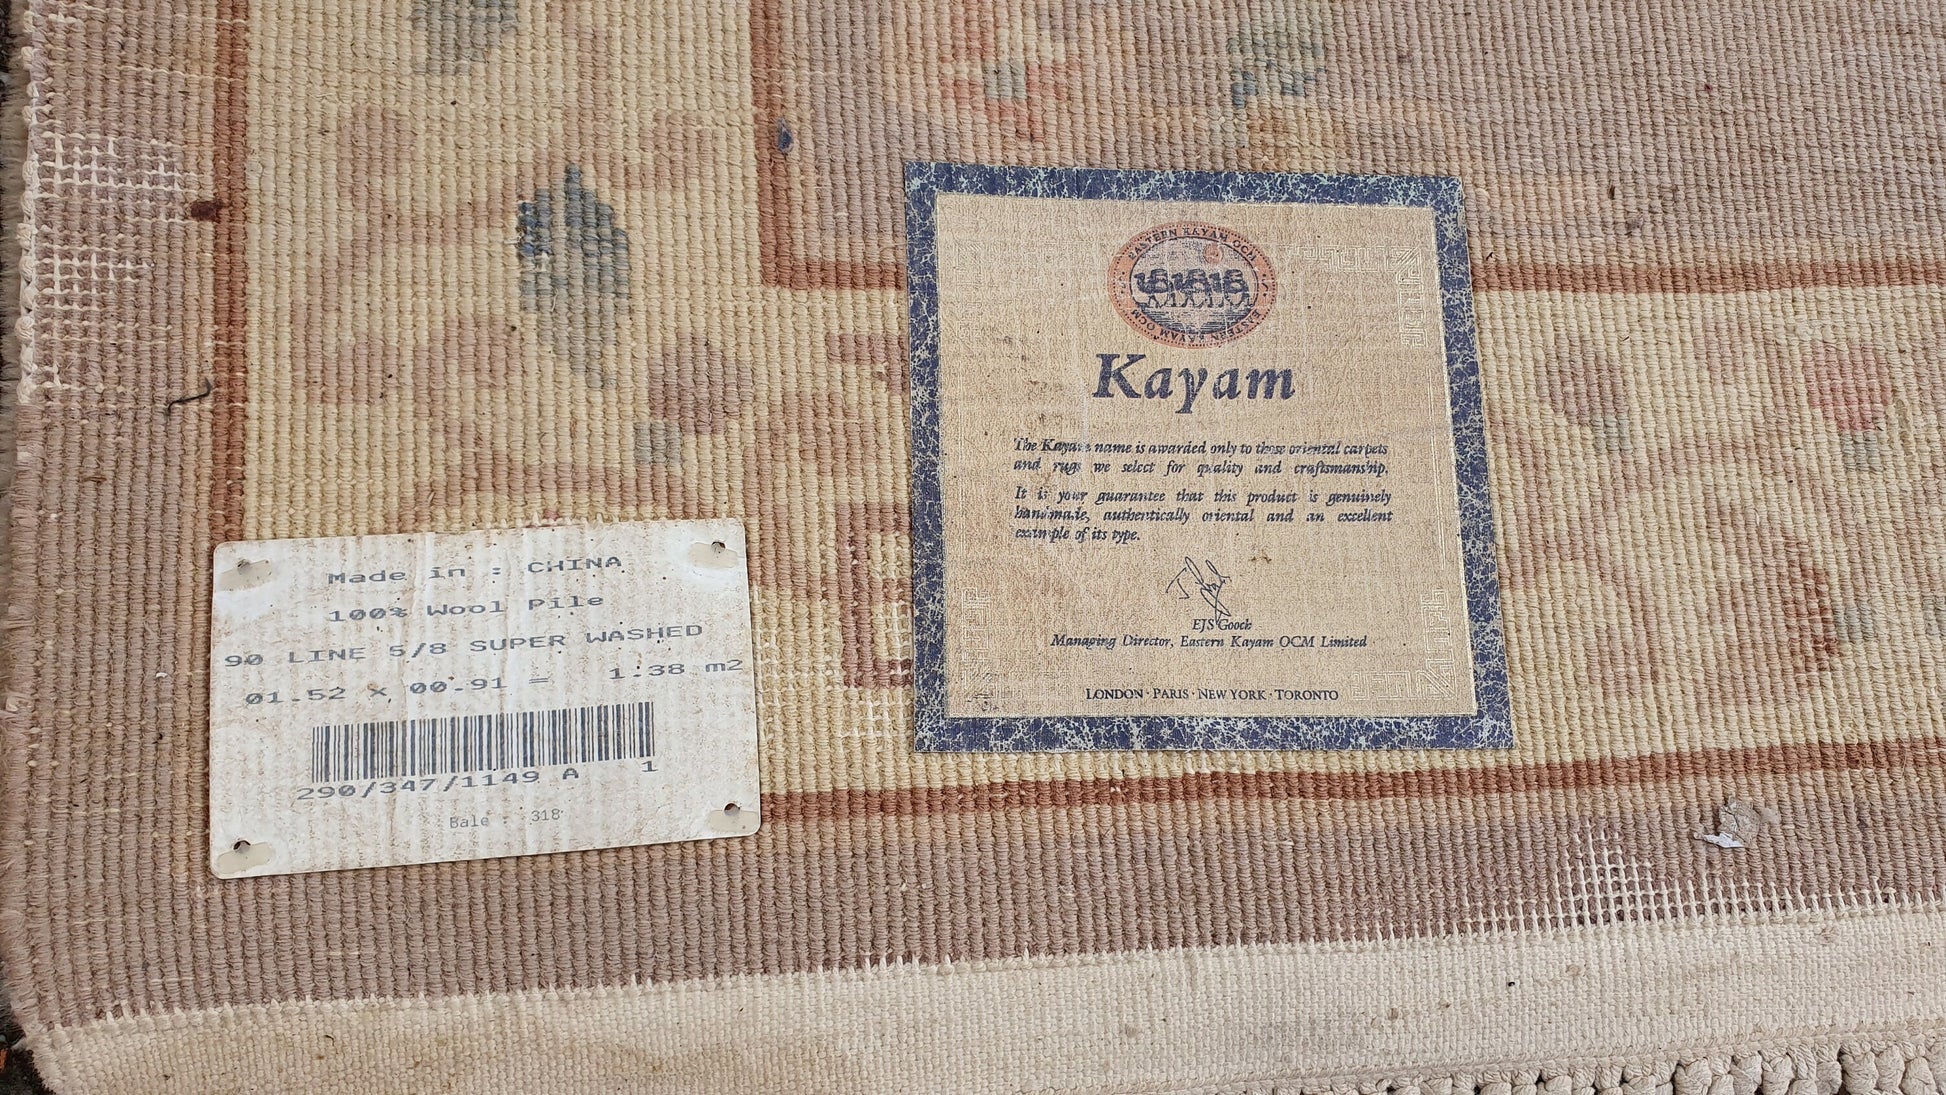 Made in : CHINA
100% Wool Pile
90 LINE 5/8 SUPER WASHED
01.52 x 00.91 = 1.38 m2
290/347/1149 A 1
Bale : 318
EASTERN KAYAM OCM
EASTERN KAYAM OCM
Kayam
The Kayam name is awarded only to those oriental carpets
and rugs we select for quality and craftsmanship.
It is your guarantee that this product is genuinely
handmade, authentically oriental and an excellent
example of its type.
EJS Gooch
Managing Director, Eastern Kayam OCM Limited
LONDON · PARIS · NEW YORK · TORONTO